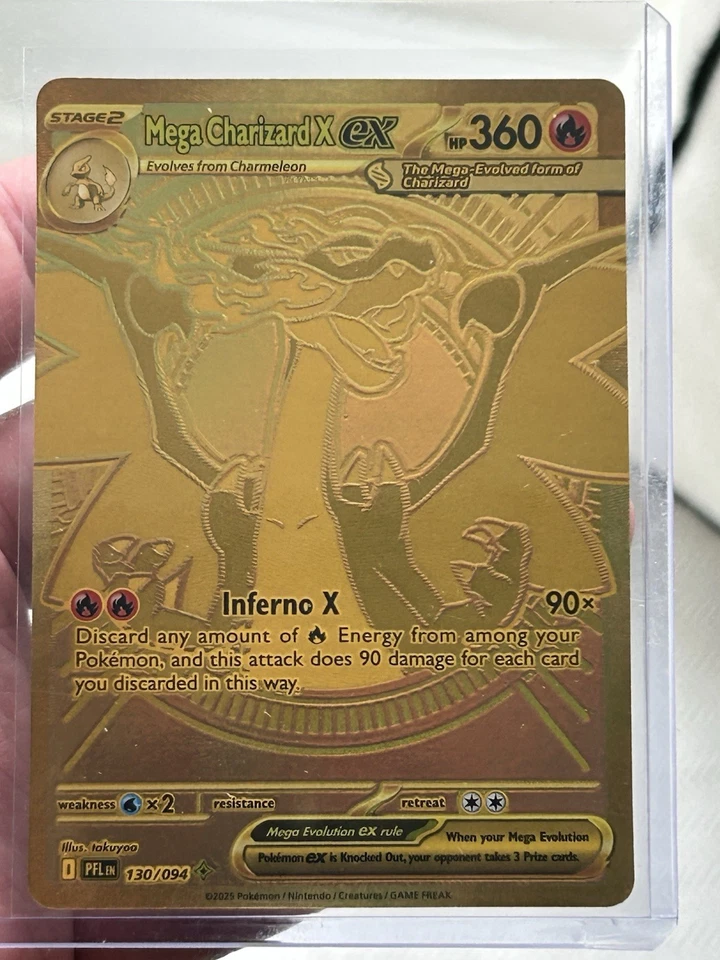 STAGE2 Mega Charizard X ex HP360
Evolves from Charmeleon
The Mega-Evolved form of
Charizard
Inferno X 90×
Discard any amount of Energy from among your
Pokémon, and this attack does 90 damage for each card
you discarded in this way.
weakness ×2 resistance retreat
Mega Evolution ex rule When your Mega Evolution
Pokémon ex is Knocked Out, your opponent takes 3 Prize cards.
Illus. takuyoa
PFL EN 130/094
©2025 Pokémon / Nintendo / Creatures / GAME FREAK